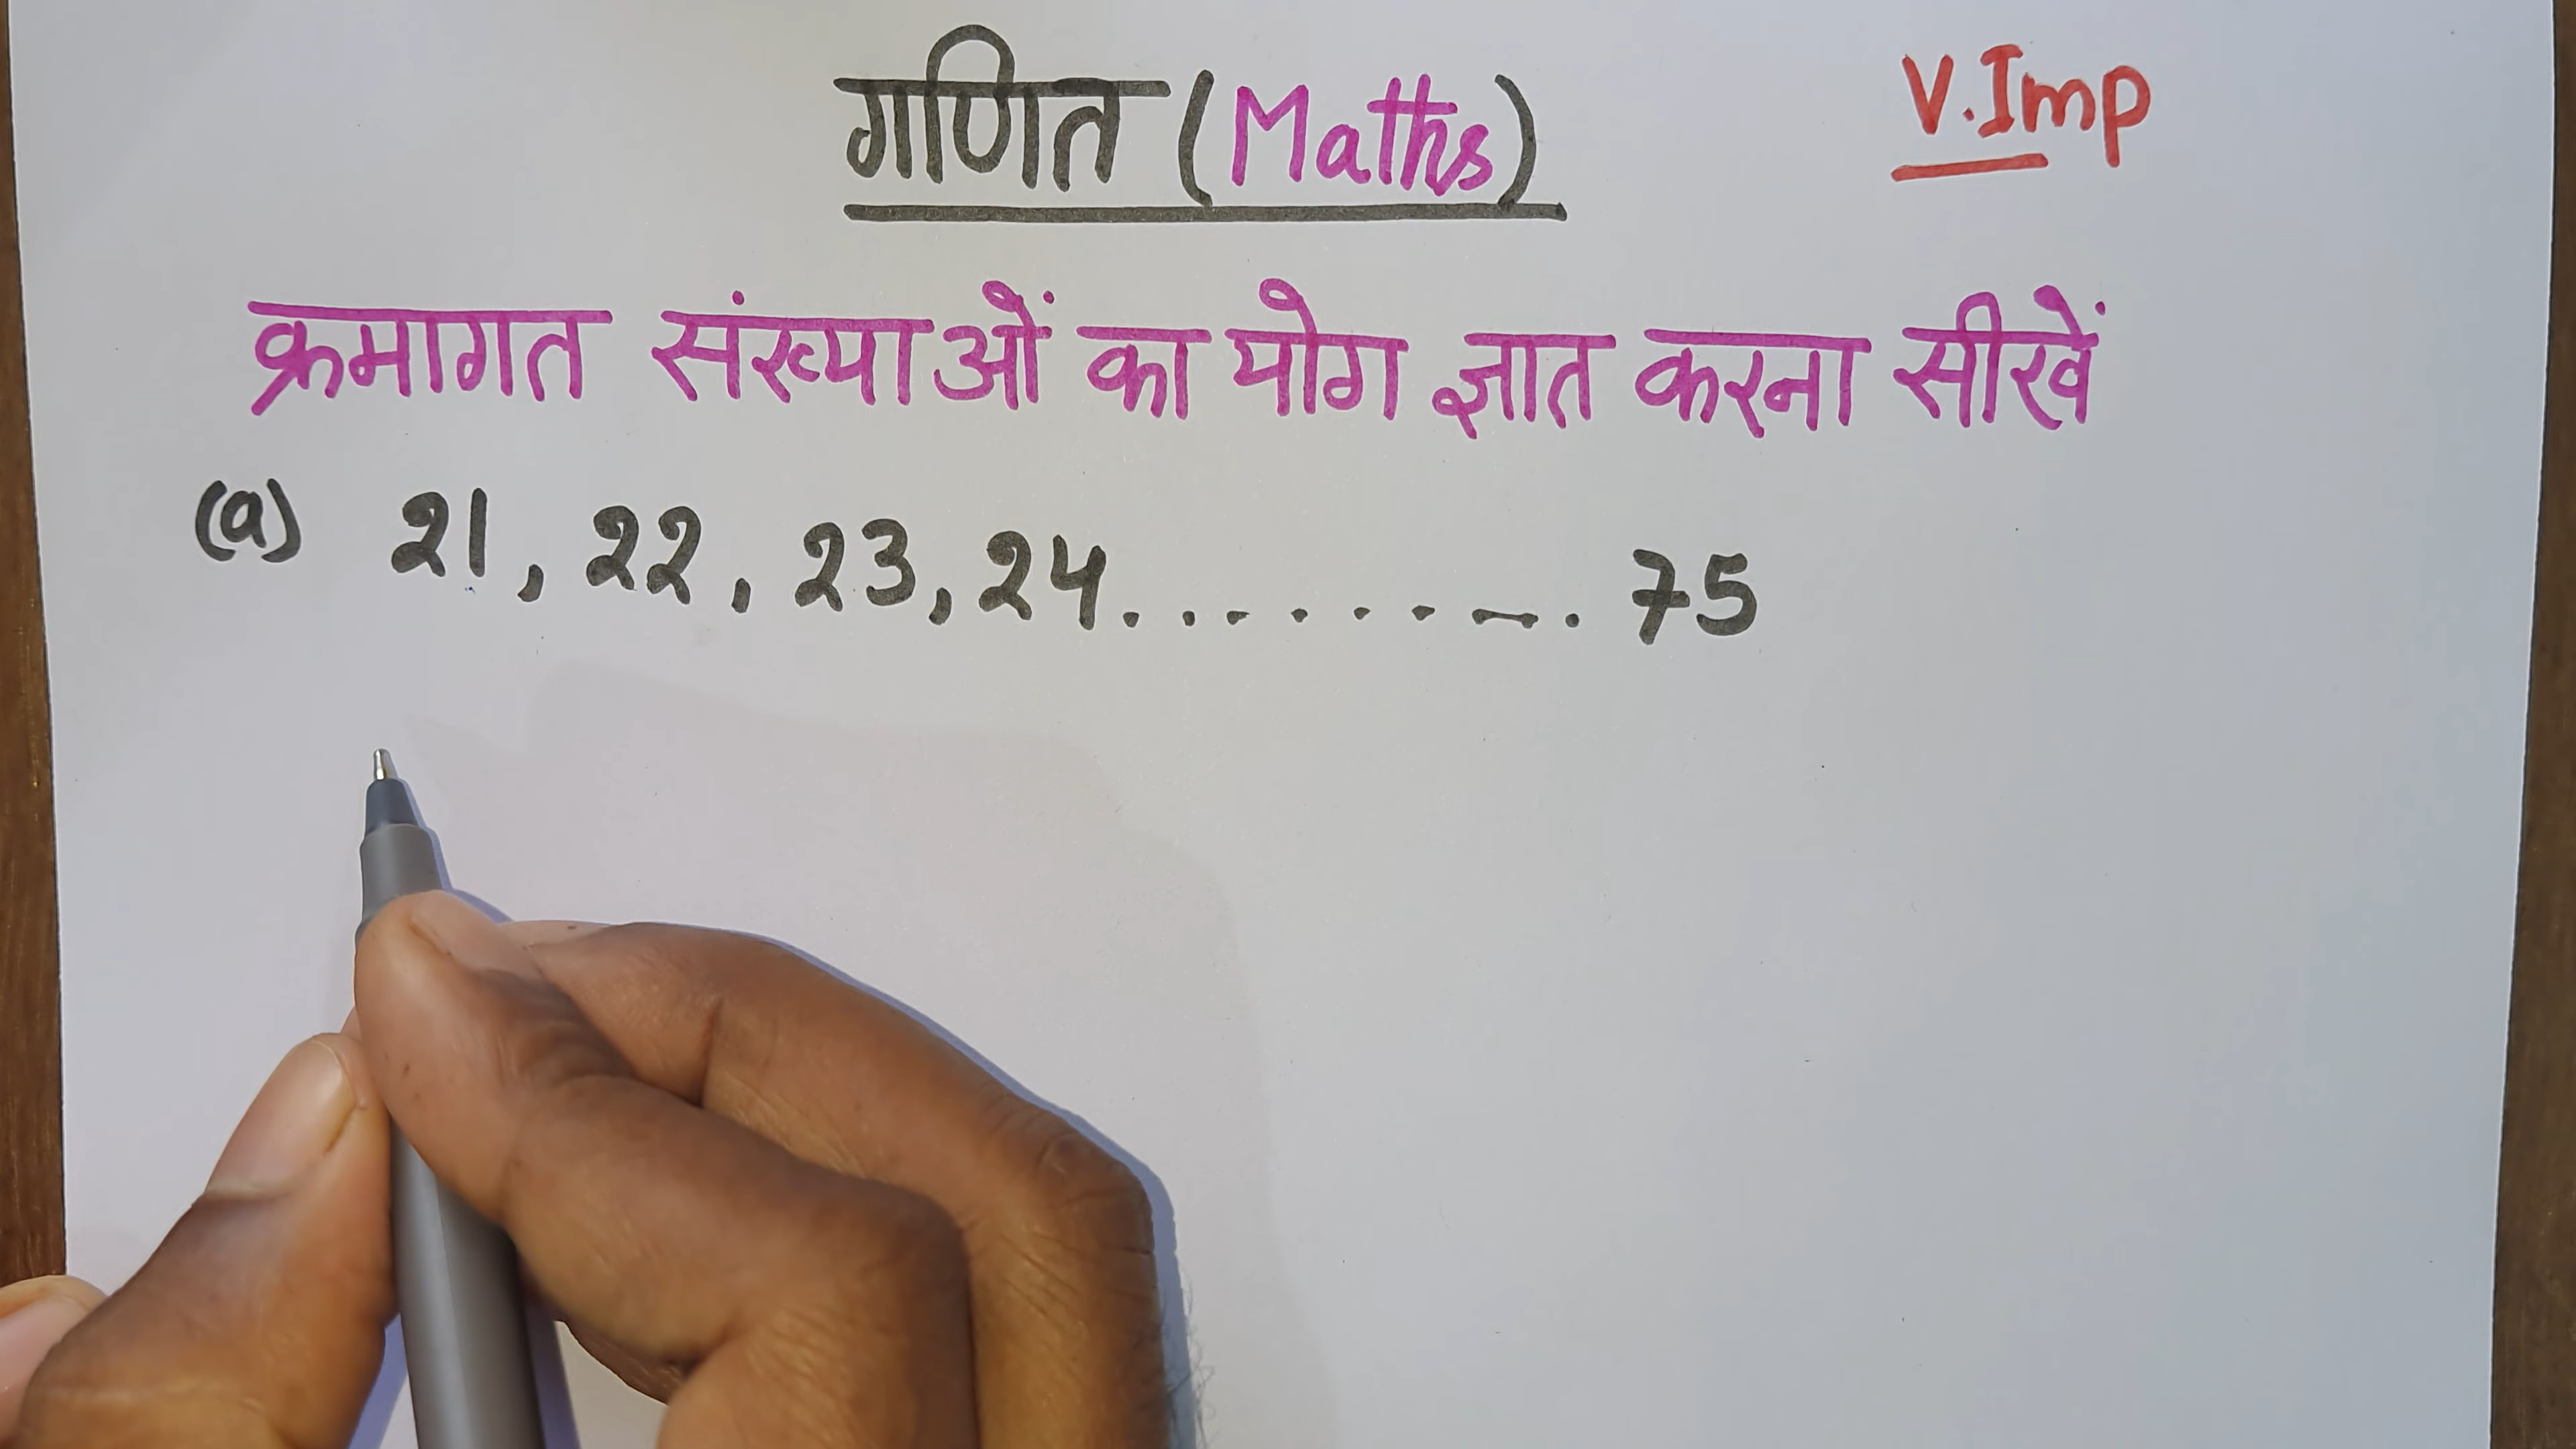 गणित (Maths)
V.Imp
क्रमागत संख्याओं का योग ज्ञात करना सीखें
(a) 21, 22, 23, 24.......... 75